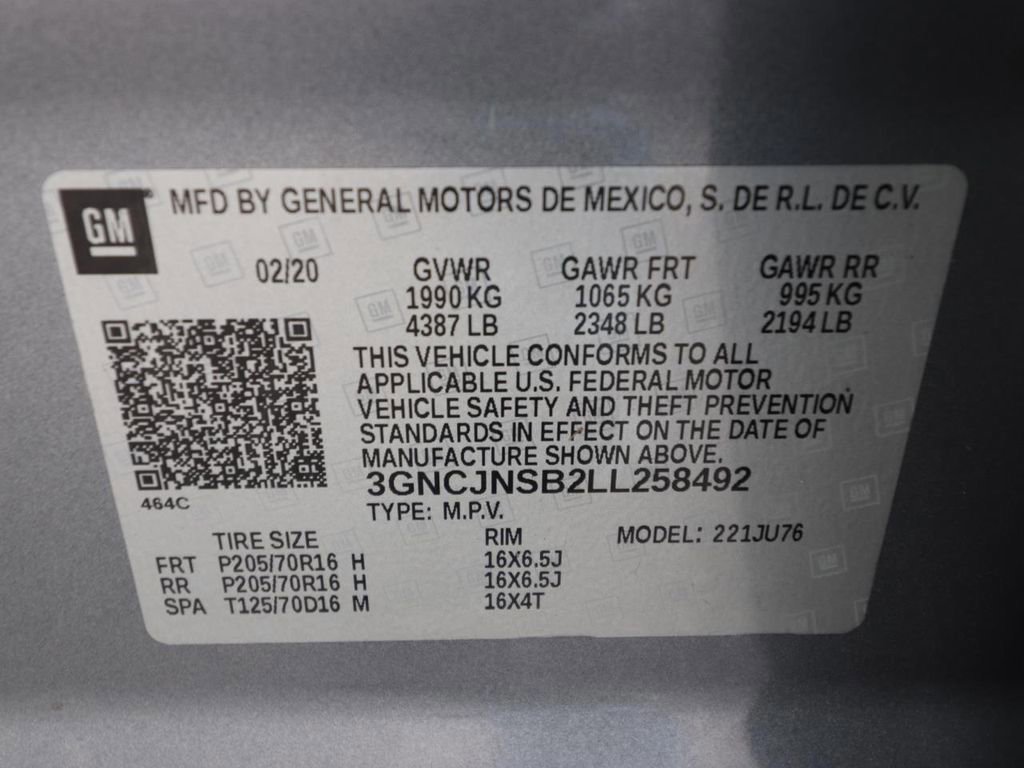 GM
MFD BY GENERAL MOTORS DE MEXICO, S. DE R.L. DE C.V.
02/20 GVWR GAWR FRT GAWR RR
1990 KG 1065 KG 995 KG
4387 LB 2348 LB 2194 LB
THIS VEHICLE CONFORMS TO ALL
APPLICABLE U.S. FEDERAL MOTOR
VEHICLE SAFETY AND THEFT PREVENTION
STANDARDS IN EFFECT ON THE DATE OF
MANUFACTURE SHOWN ABOVE.
3GNCJNSB2LL258492
464C
TYPE: M.P.V.
TIRE SIZE RIM MODEL: 221JU76
FRT P205/70R16 H 16X6.5J
RR P205/70R16 H 16X6.5J
SPA T125/70D16 M 16X4T